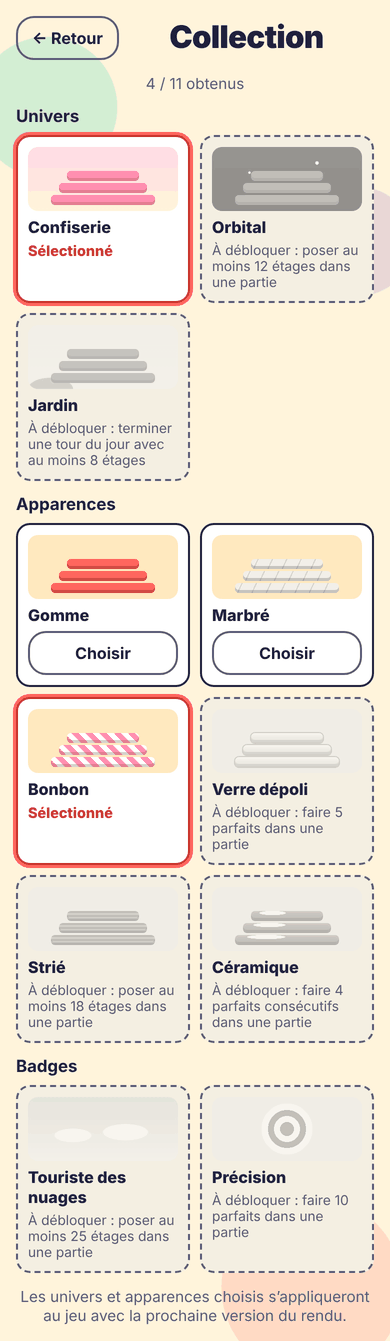 ← Retour
Collection
4 / 11 obtenus
Univers
Confiserie
Sélectionné
Orbital
À débloquer : poser au
moins 12 étages dans
une partie
Jardin
À débloquer : terminer
une tour du jour avec
au moins 8 étages
Apparences
Gomme
Choisir
Marbré
Choisir
Bonbon
Sélectionné
Verre dépoli
À débloquer : faire 5
parfaits dans une
partie
Strié
À débloquer : poser au
moins 18 étages dans
une partie
Céramique
À débloquer : faire 4
parfaits consécutifs
dans une partie
Badges
Touriste des
nuages
À débloquer : poser au
moins 25 étages dans
une partie
Précision
À débloquer : faire 10
parfaits dans une
partie
Les univers et apparences choisis s’appliqueront
au jeu avec la prochaine version du rendu.